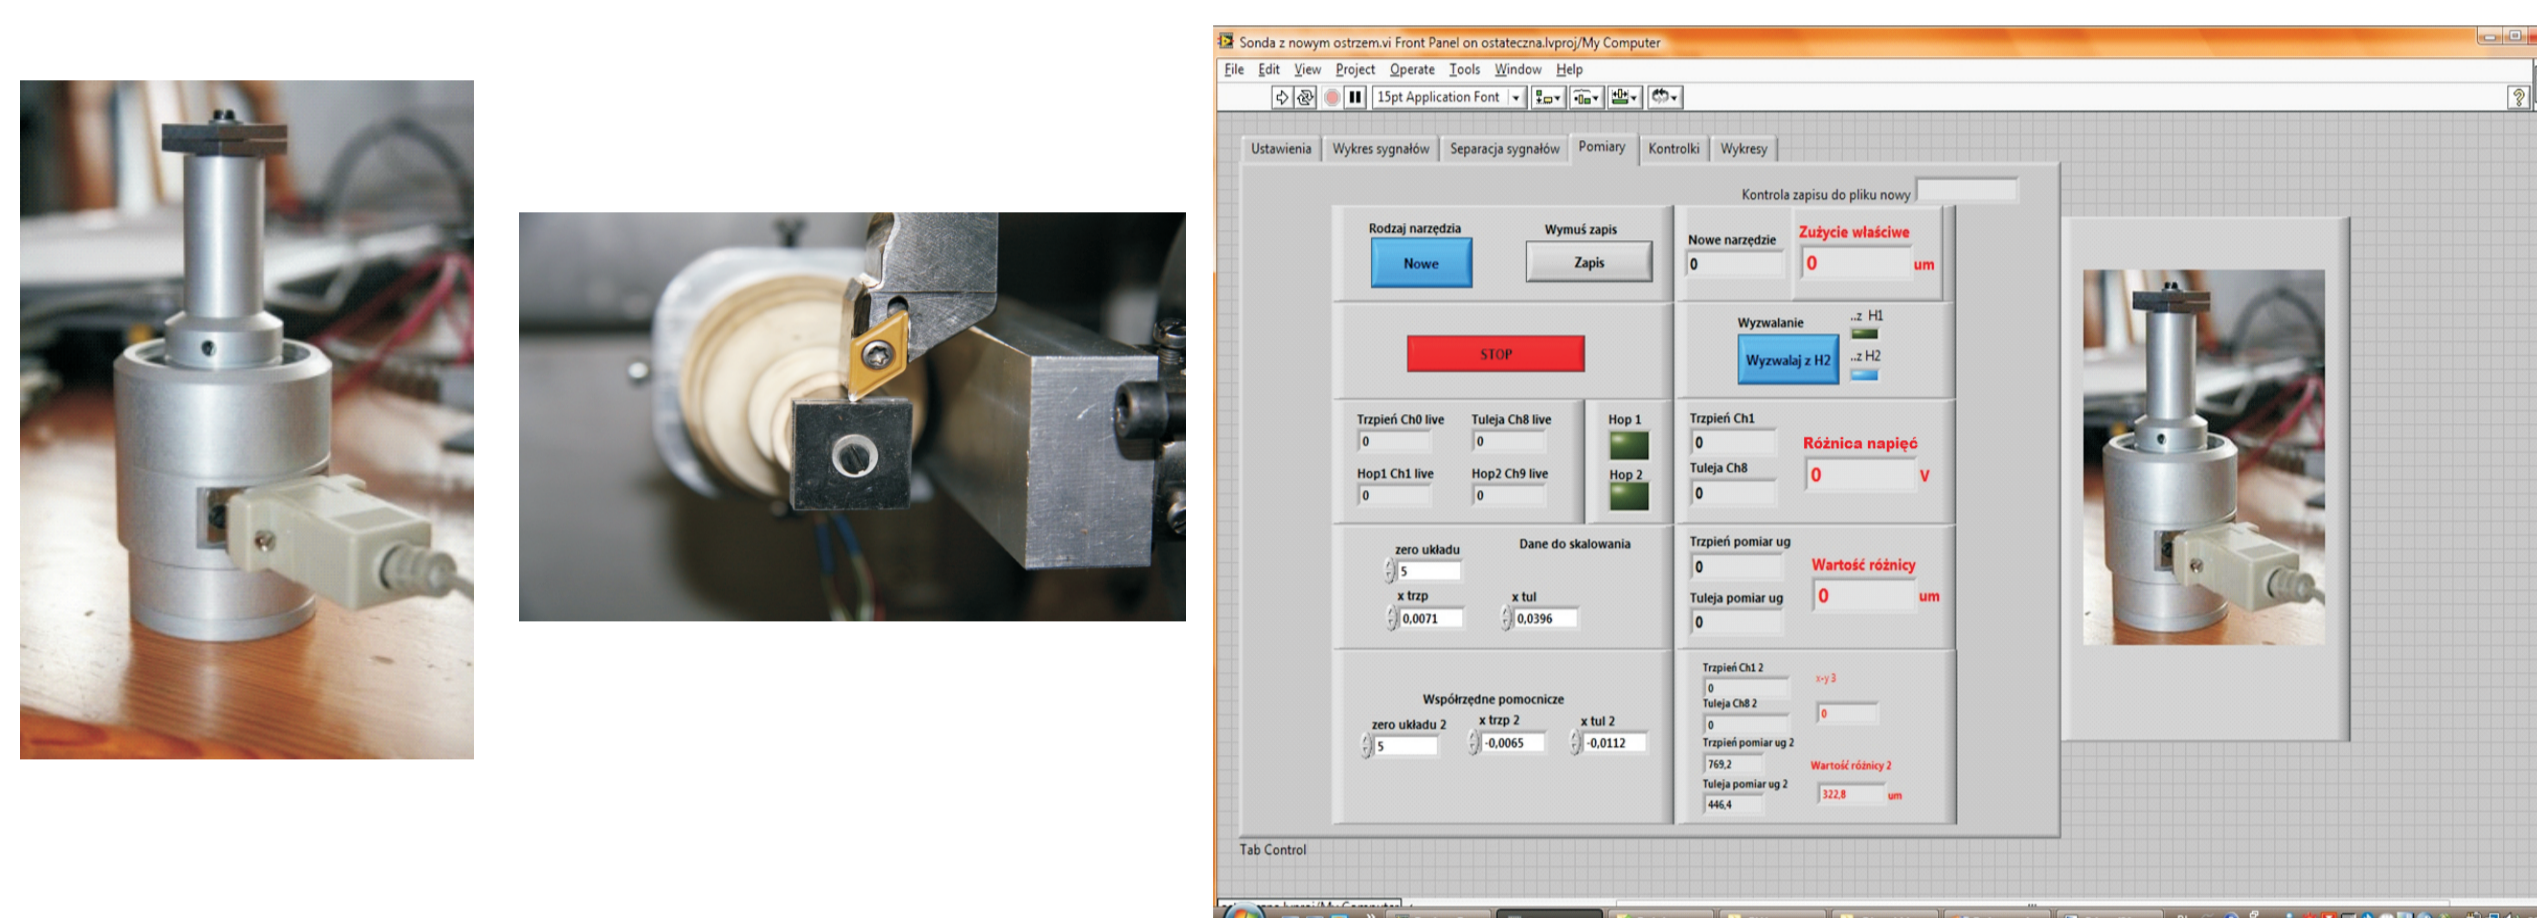 Sonda z nowym ostrzem.vi Front Panel on ostateczna.lvproj/My Computer
File Edit View Project Operate Tools Window Help
15pt Application Font
?
Ustawienia Wykres sygnałów Separacja sygnałów Pomiary Kontrolki Wykresy
Kontrola zapisu do pliku nowy
Rodzaj narzędzia Wymuś zapis
Nowe Zapis
Nowe narzędzie Zużycie właściwe
0 0 um
STOP
Wyzwalanie ..z H1
Wyzwalaj z H2 ..z H2
Trzpień Ch0 live Tuleja Ch8 live Hop 1
0 0
Hop1 Ch1 live Hop2 Ch9 live Hop 2
0 0
Trzpień Ch1
0 Różnica napięć
Tuleja Ch8 0 V
0
zero układu Dane do skalowania
5
x trzp x tul
0,0071 0,0396
Trzpień pomiar ug
0 Wartość różnicy
Tuleja pomiar ug 0 um
0
Współrzędne pomocnicze
zero układu 2 x trzp 2 x tul 2
5 -0,0065 -0,0112
Trzpień Ch1 2
0 x-y 3
Tuleja Ch8 2 0
0
Trzpień pomiar ug 2
769,2 Wartość różnicy 2
Tuleja pomiar ug 2 322,8 um
446,4
Tab Control